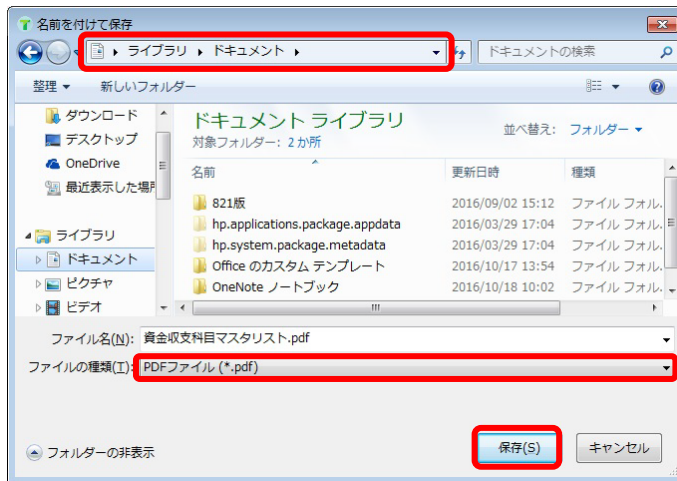 名前を付けて保存
ライブラリ ドキュメント ドキュメントの検索
整理 新しいフォルダー
ダウンロード
デスクトップ
OneDrive
最近表示した場所
ライブラリ
ドキュメント
ピクチャ
ビデオ
ドキュメント ライブラリ
対象フォルダー: 2か所
並べ替え: フォルダー
名前 更新日時 種類
821版 2016/09/02 15:12 ファイル フォル
hp.applications.package.appdata 2016/03/29 17:04 ファイル フォル
hp.system.package.metadata 2016/03/29 17:04 ファイル フォル
Office のカスタム テンプレート 2016/10/17 13:54 ファイル フォル
OneNote ノートブック 2016/10/18 10:02 ファイル フォル
ファイル名(N): 資金収支科目マスタリスト.pdf
ファイルの種類(T): PDFファイル (*.pdf)
フォルダーの非表示
保存(S) キャンセル